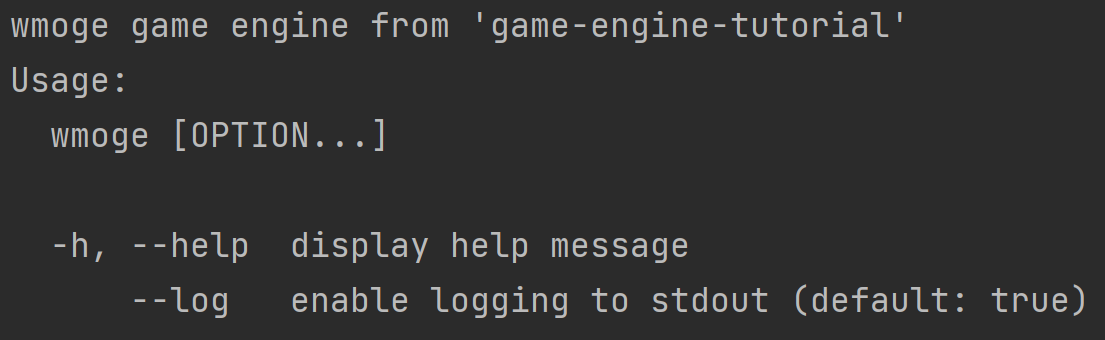 wmoge game engine from 'game-engine-tutorial'
Usage:
  wmoge [OPTION...]

  -h, --help  display help message
      --log   enable logging to stdout (default: true)